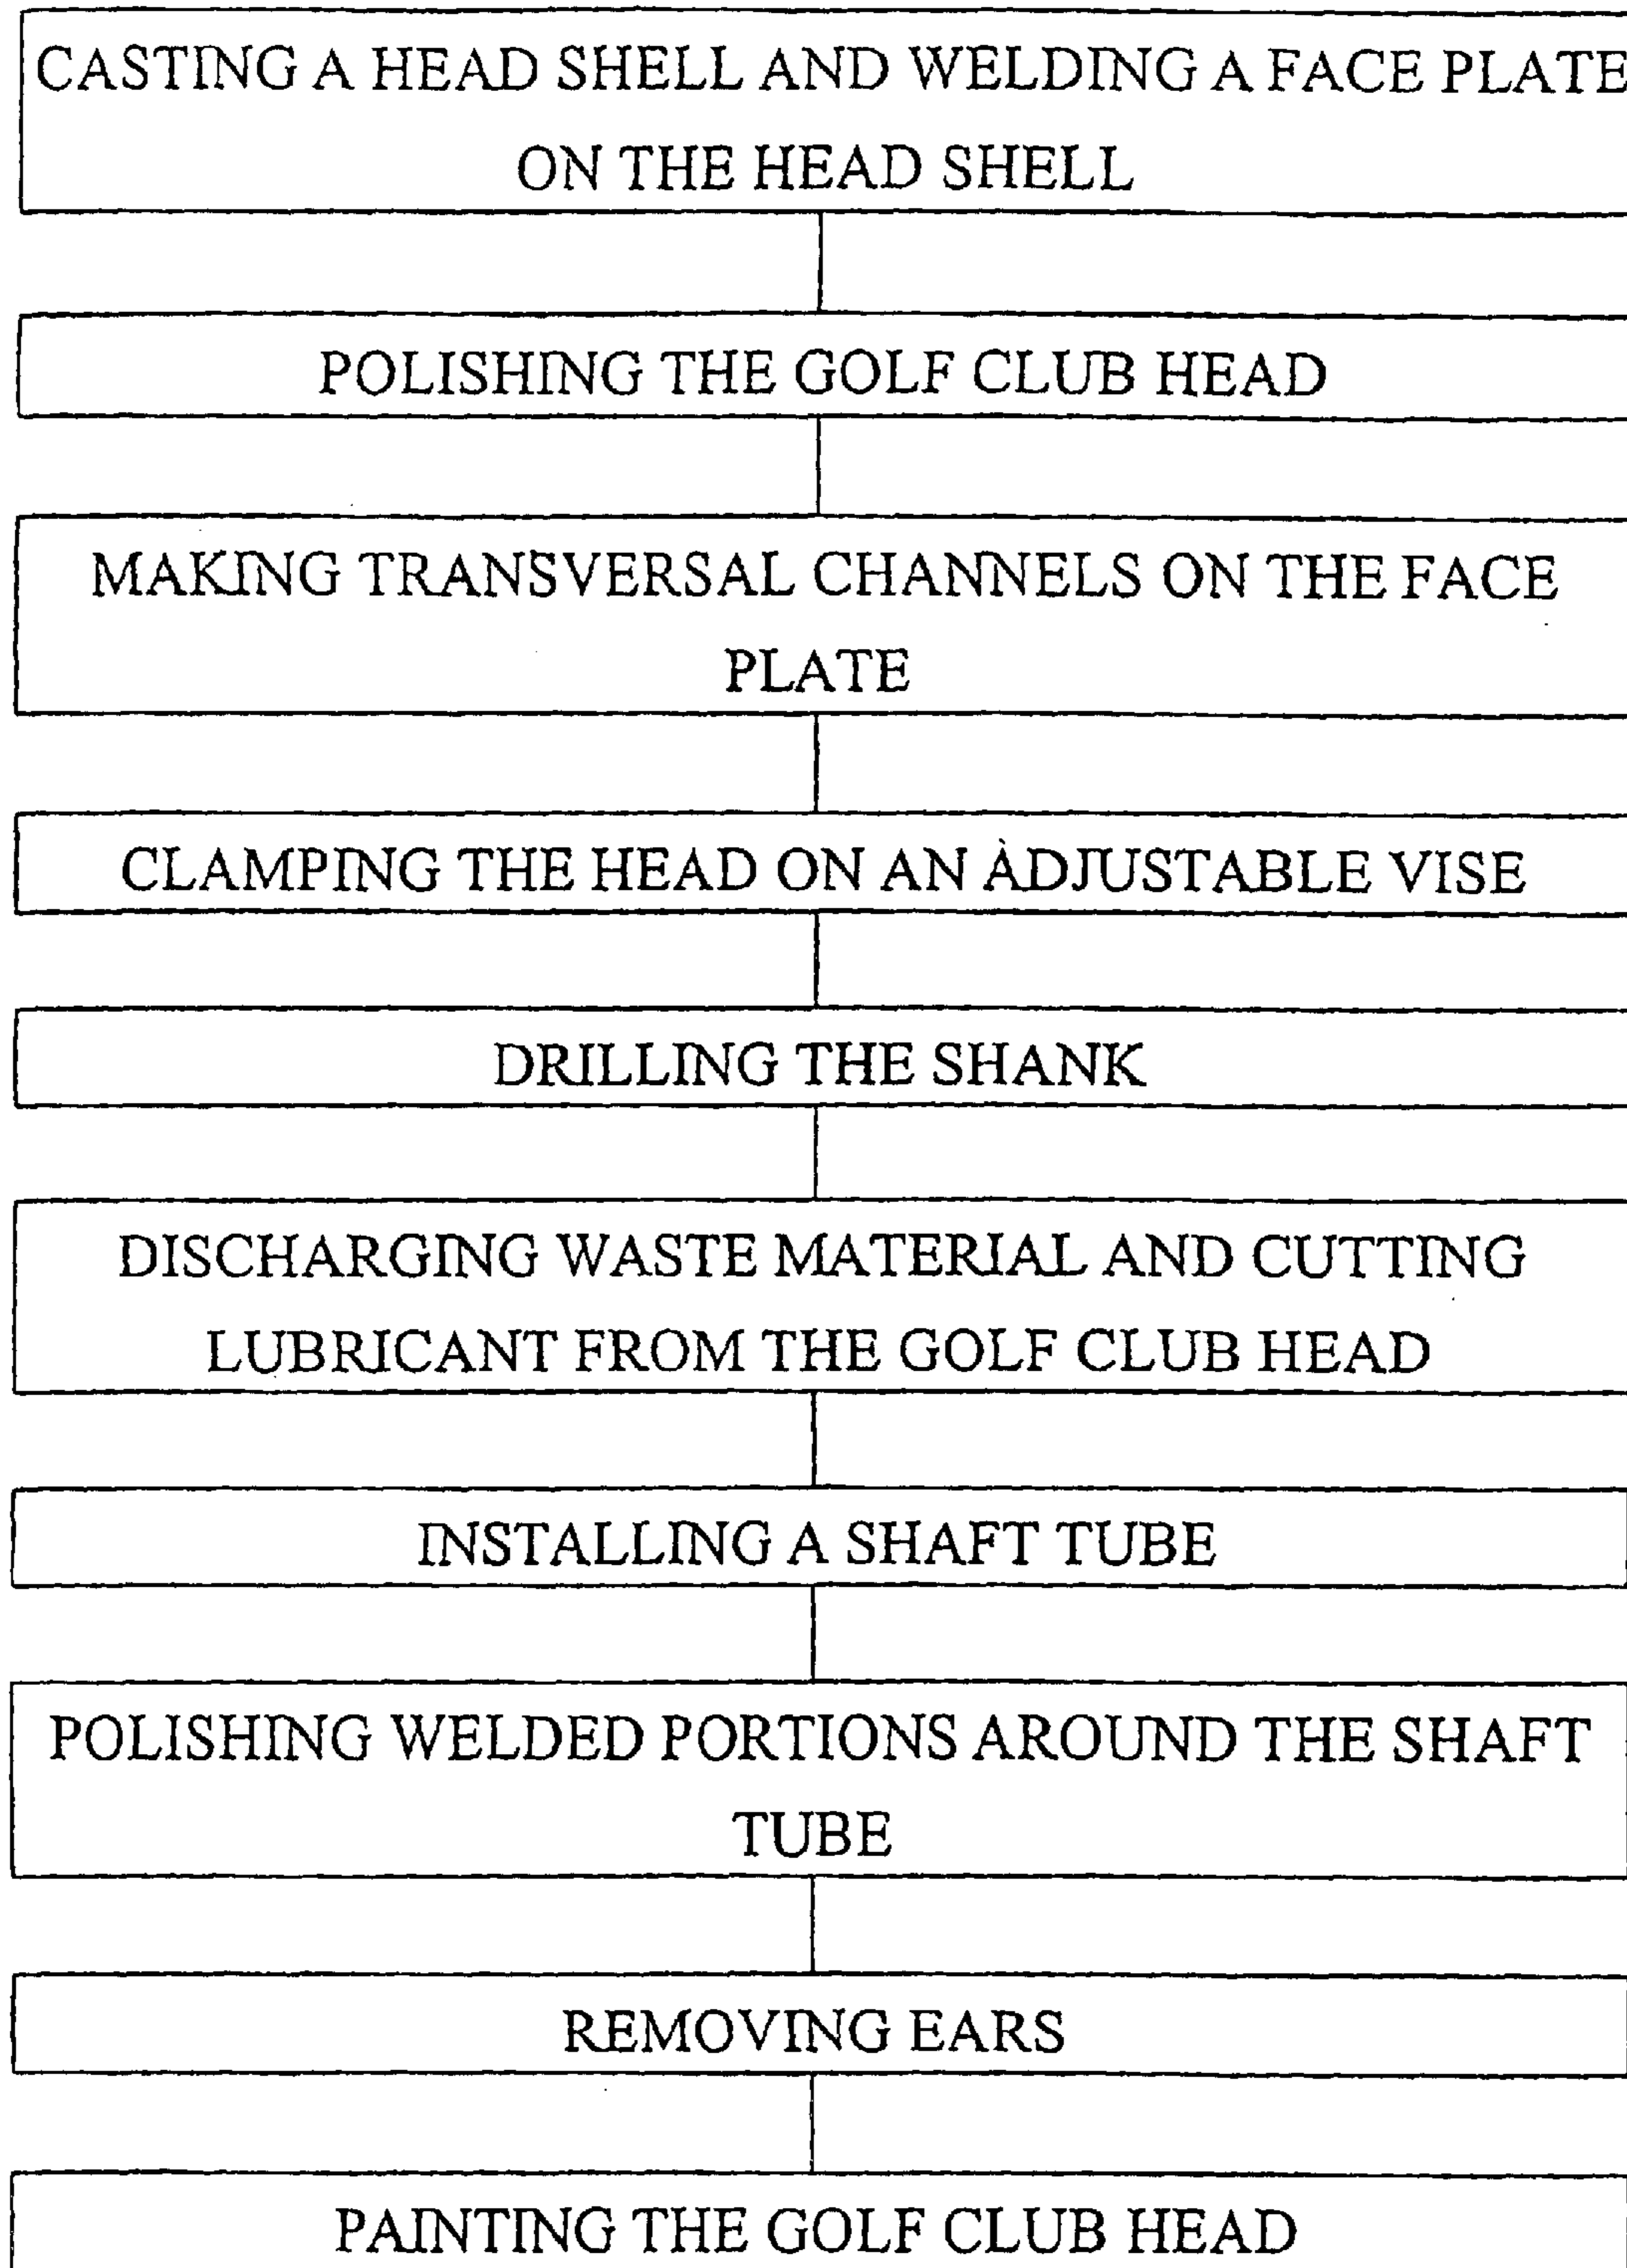 CASTING A HEAD SHELL AND WELDING A FACE PLATE
ON THE HEAD SHELL
POLISHING THE GOLF CLUB HEAD
MAKING TRANSVERSAL CHANNELS ON THE FACE
PLATE
CLAMPING THE HEAD ON AN ADJUSTABLE VISE
DRILLING THE SHANK
DISCHARGING WASTE MATERIAL AND CUTTING
LUBRICANT FROM THE GOLF CLUB HEAD
INSTALLING A SHAFT TUBE
POLISHING WELDED PORTIONS AROUND THE SHAFT
TUBE
REMOVING EARS
PAINTING THE GOLF CLUB HEAD